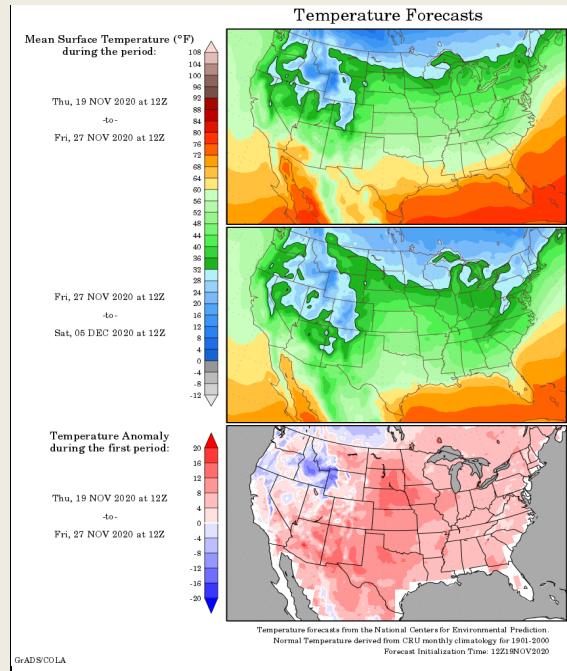 Temperature Forecasts
Mean Surface Temperature (°F)
during the period:
Thu, 19 NOV 2020 at 12Z
-to-
Fri, 27 NOV 2020 at 12Z
108
104
100
96
92
88
84
80
76
72
68
64
60
56
52
48
44
40
36
32
28
24
20
16
12
8
4
0
-4
-8
-12
Fri, 27 NOV 2020 at 12Z
-to-
Sat, 05 DEC 2020 at 12Z
Temperature Anomaly
during the first period:
Thu, 19 NOV 2020 at 12Z
-to-
Fri, 27 NOV 2020 at 12Z
20
16
12
8
4
0
-4
-8
-12
-16
-20
Temperature forecasts from the National Centers for Environmental Prediction.
Normal Temperature derived from CRU monthly climatology for 1901-2000
Forecast Initialization Time: 12Z19NOV2020
GrADS/COLA